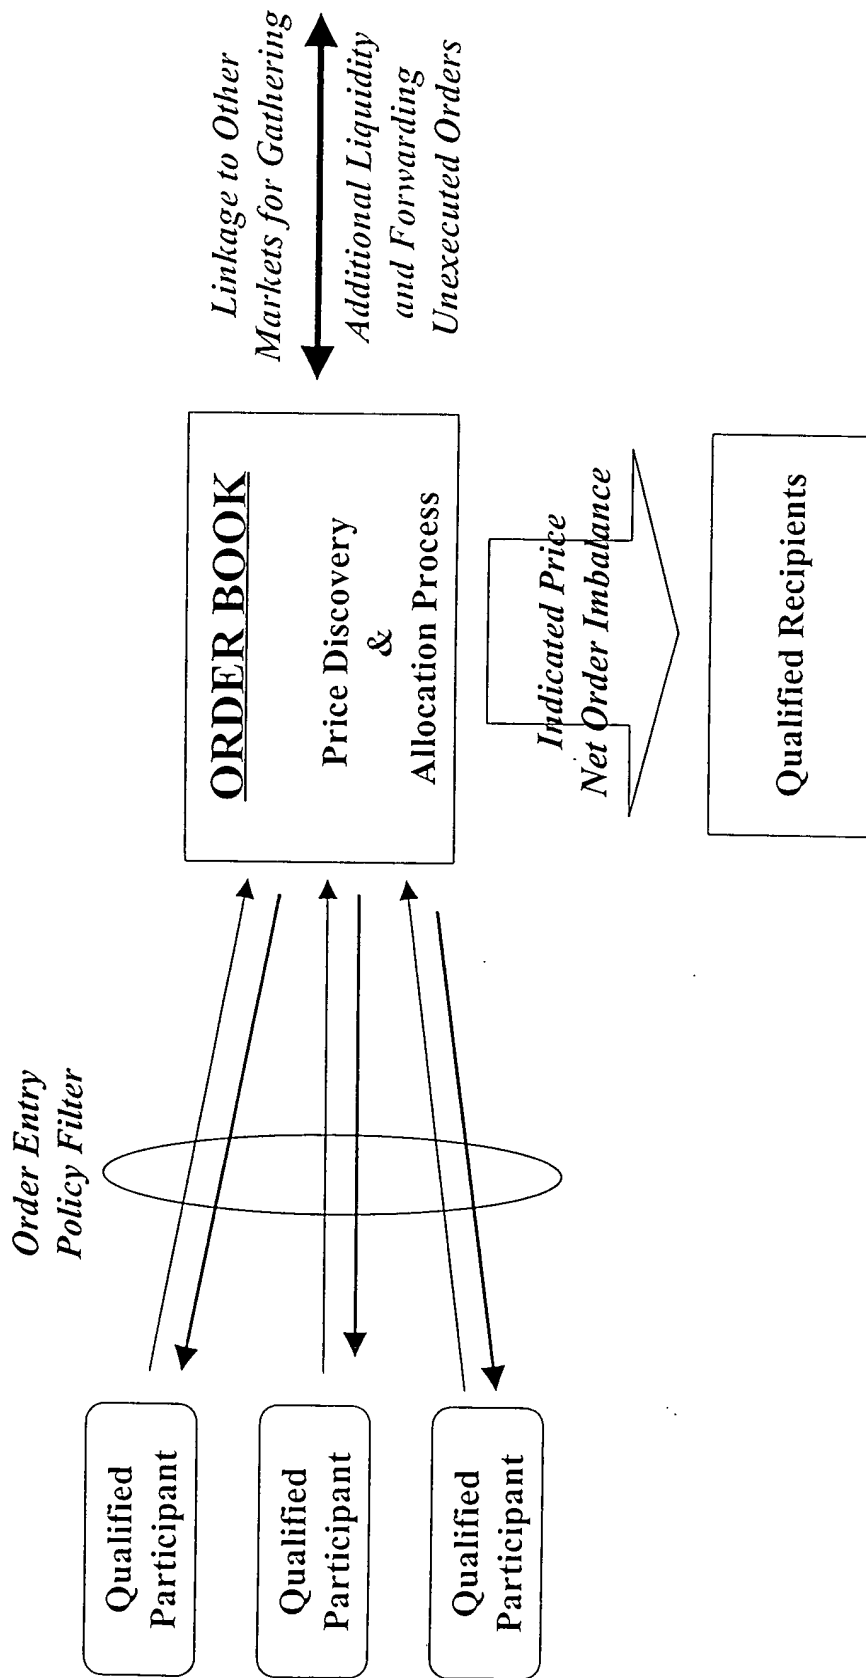 Order Entry
Policy Filter
Qualified
Participant
Qualified
Participant
Qualified
Participant
ORDER BOOK
Price Discovery
&
Allocation Process
Linkage to Other
Markets for Gathering
Additional Liquidity
and Forwarding
Unexecuted Orders
Indicated Price
Net Order Imbalance
Qualified Recipients